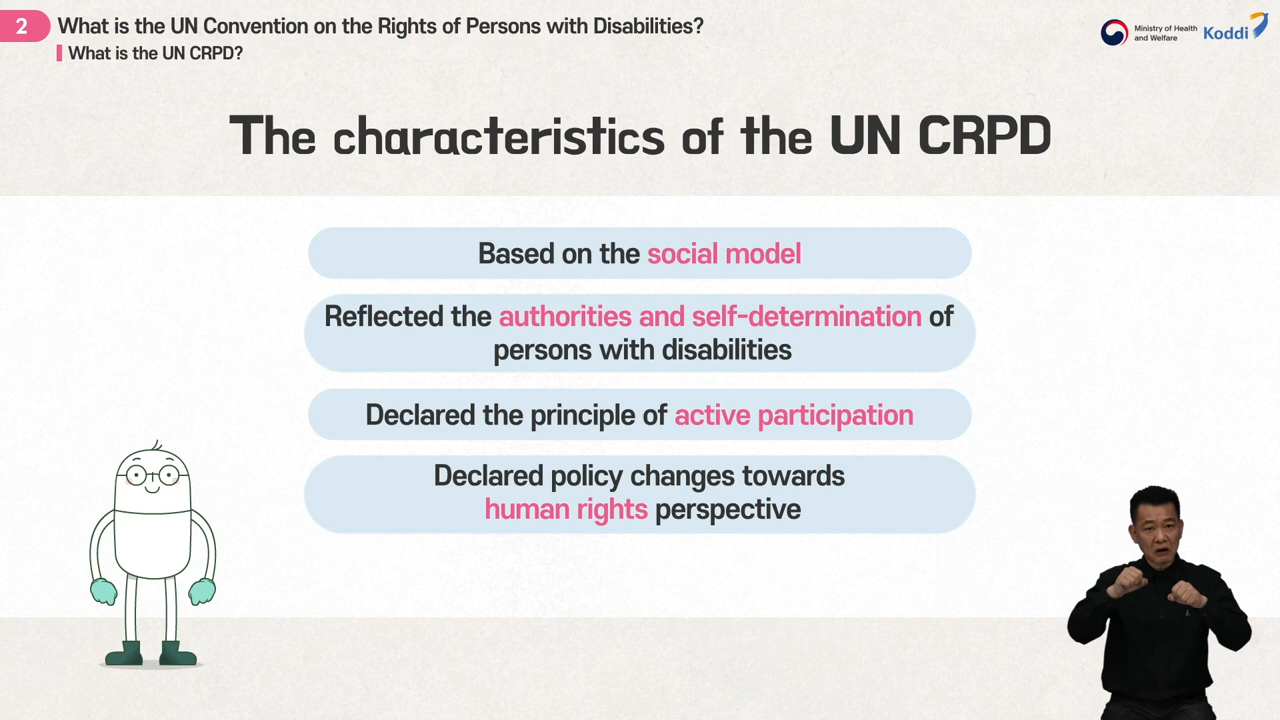 2
What is the UN Convention on the Rights of Persons with Disabilities?
What is the UN CRPD?
Ministry of Health
and Welfare
Koddi
The characteristics of the UN CRPD
Based on the social model
Reflected the authorities and self-determination of
persons with disabilities
Declared the principle of active participation
Declared policy changes towards
human rights perspective